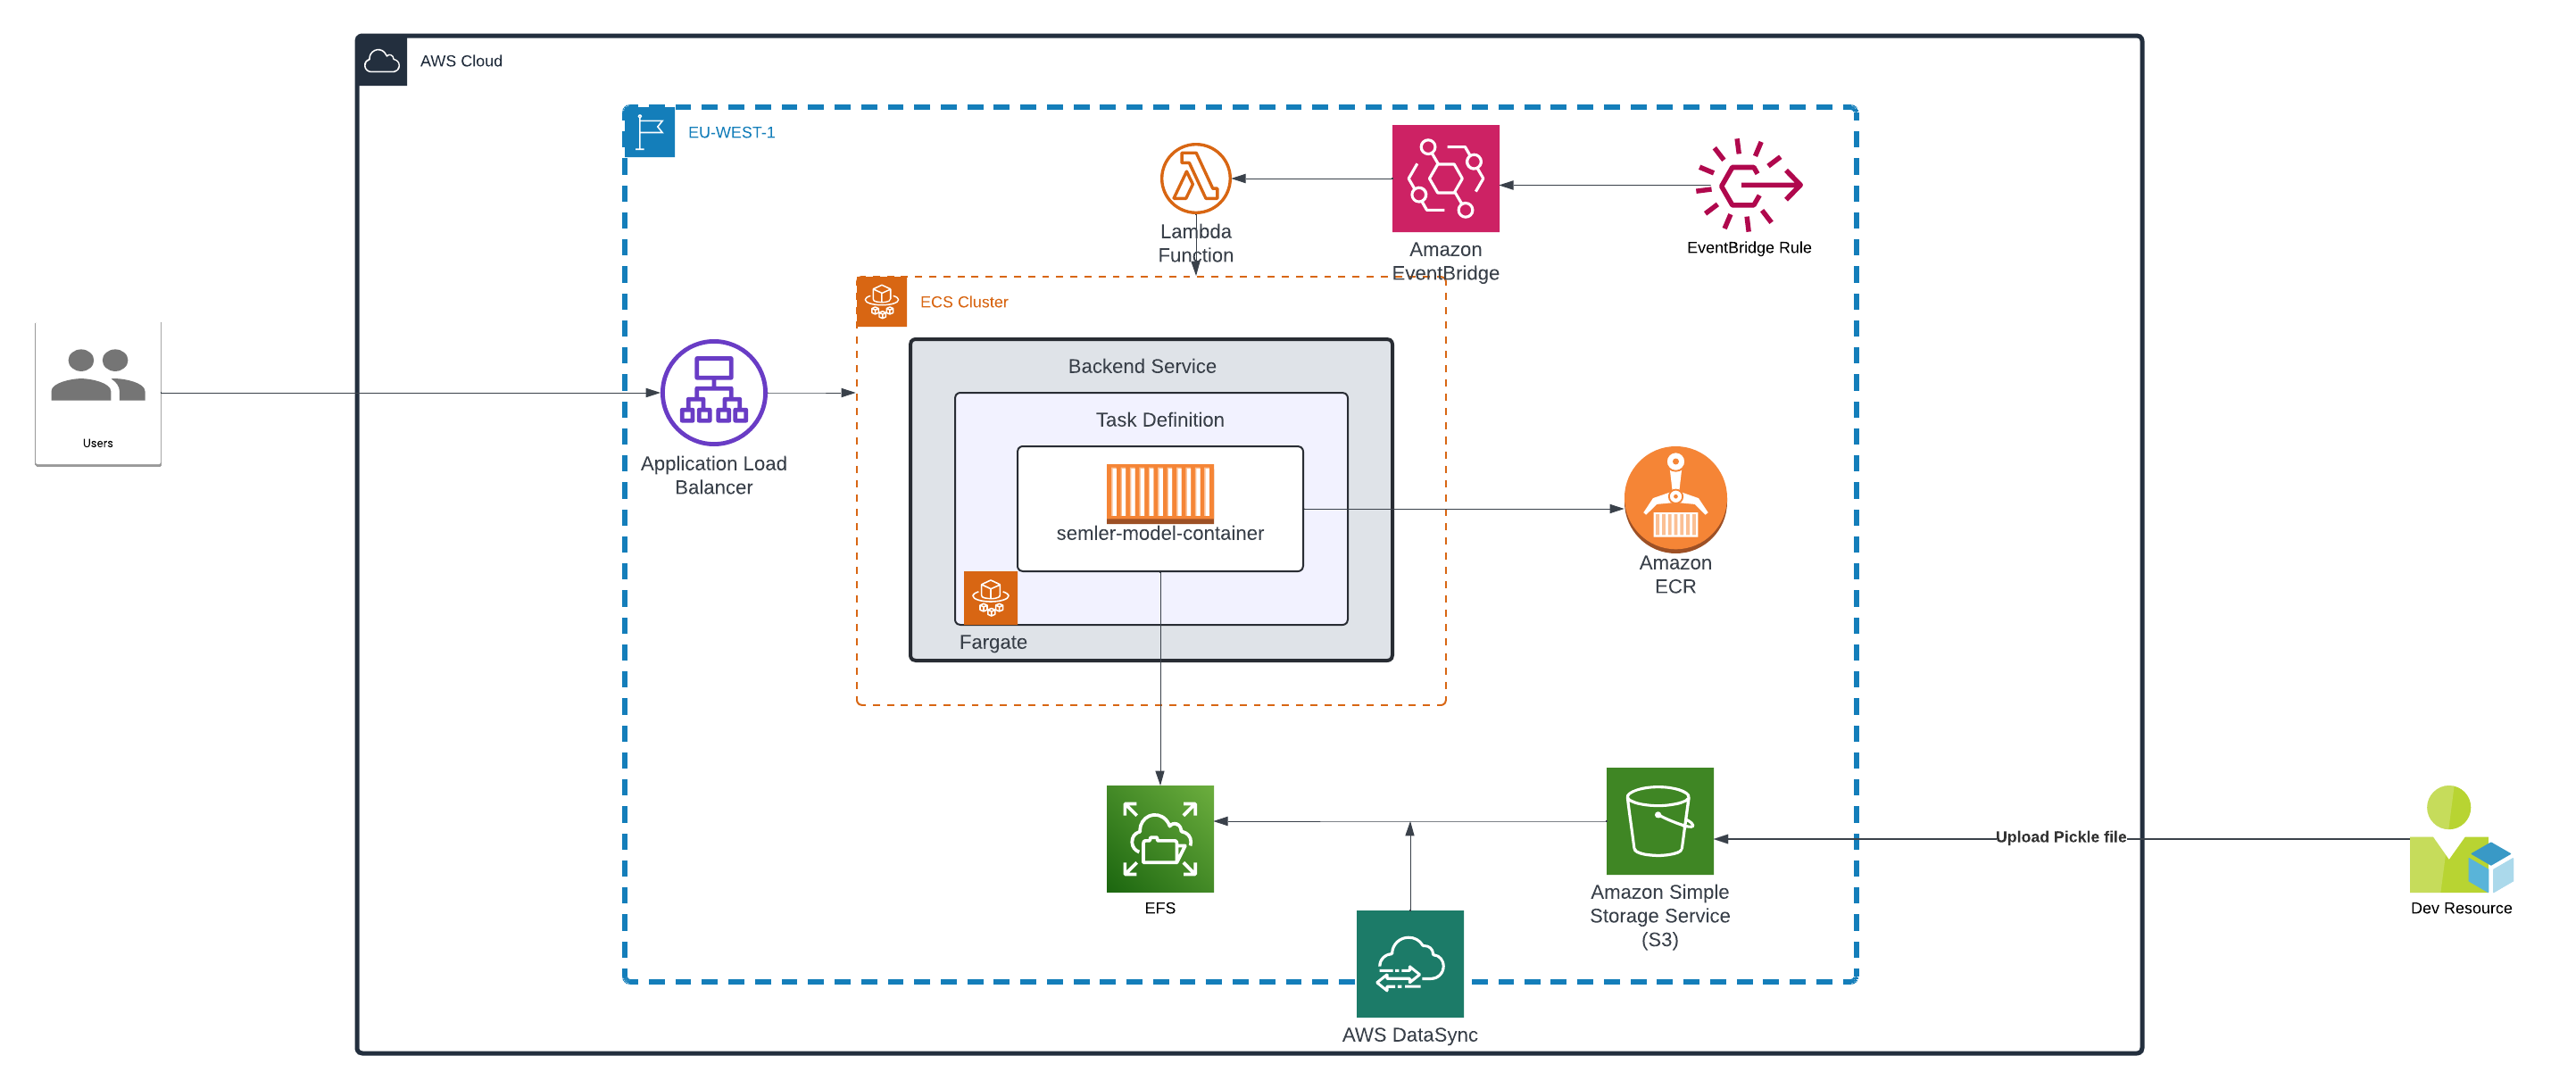 AWS Cloud
EU-WEST-1
Lambda
Function
Amazon
EventBridge
EventBridge Rule
ECS Cluster
Users
Application Load
Balancer
Backend Service
Task Definition
semler-model-container
Fargate
Amazon
ECR
EFS
Amazon Simple
Storage Service
(S3)
Upload Pickle file
Dev Resource
AWS DataSync